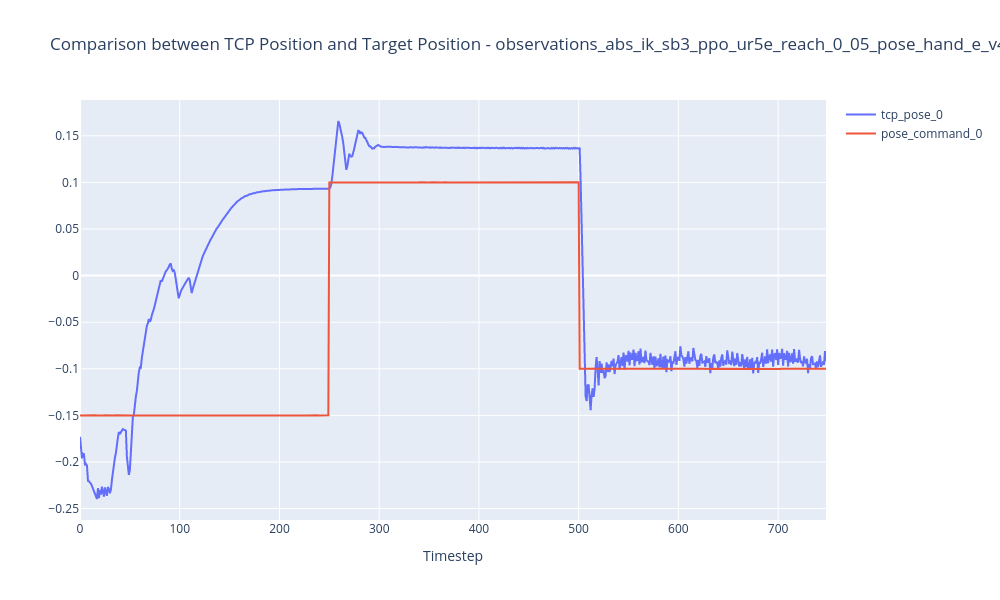 Comparison between TCP Position and Target Position - observations_abs_ik_sb3_ppo_ur5e_reach_0_05_pose_hand_e_v4
tcp_pose_0
pose_command_0
0.15
0.1
0.05
0
−0.05
−0.1
−0.15
−0.2
−0.25
0 100 200 300 400 500 600 700
Timestep